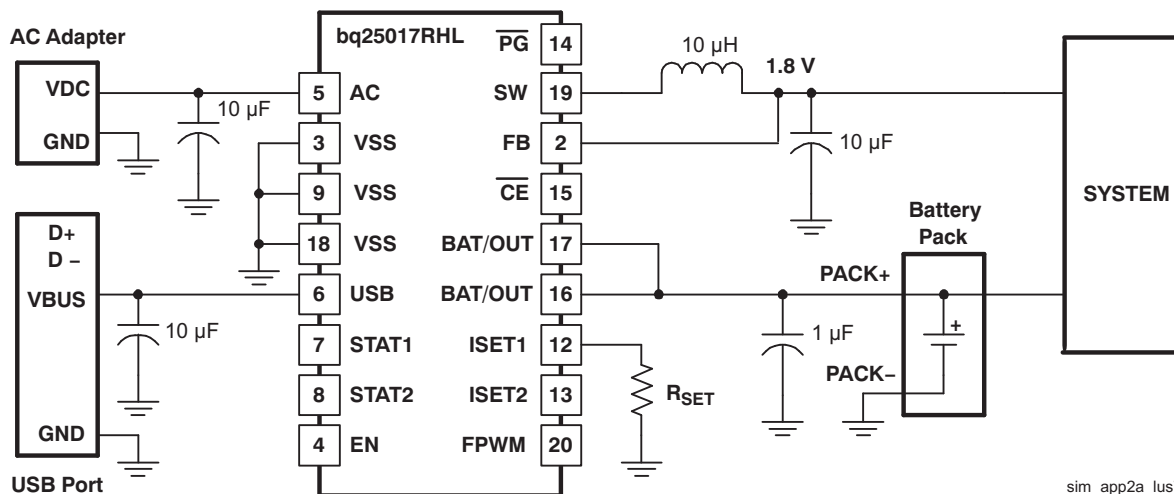 AC Adapter
VDC
GND
10 µF
D+
D −
VBUS
GND
10 µF
USB Port
bq25017RHL
5 AC
3 VSS
9 VSS
18 VSS
6 USB
7 STAT1
8 STAT2
4 EN
PG 14
SW 19
FB 2
CE 15
BAT/OUT 17
BAT/OUT 16
ISET1 12
ISET2 13
FPWM 20
10 µH
1.8 V
10 µF
RSET
1 µF
Battery
Pack
PACK+
+
PACK−
SYSTEM
sim_app2a_lus